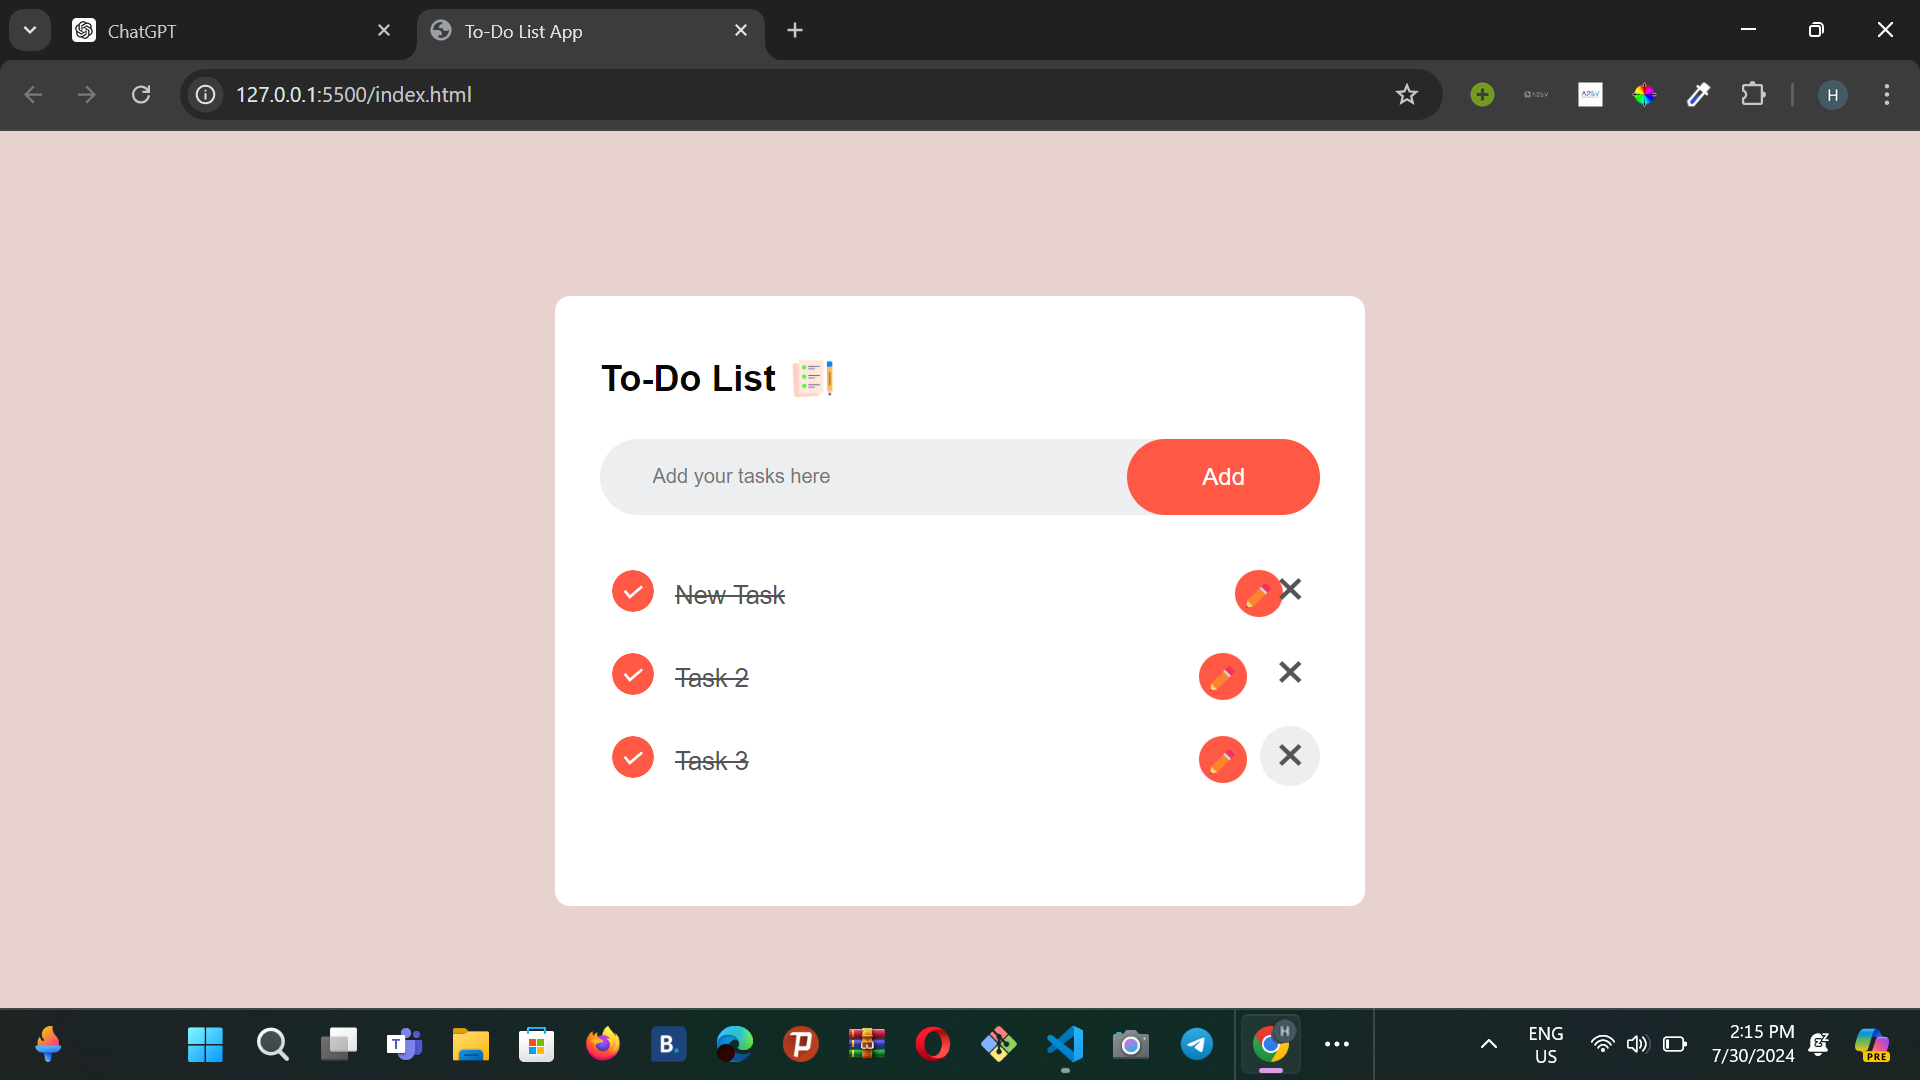 ChatGPT
To-Do List App
127.0.0.1:5500/index.html
H
To-Do List
Add your tasks here
Add
New Task
Task 2
Task 3
T
B.
H
ENG
US
2:15 PM
7/30/2024
PRE